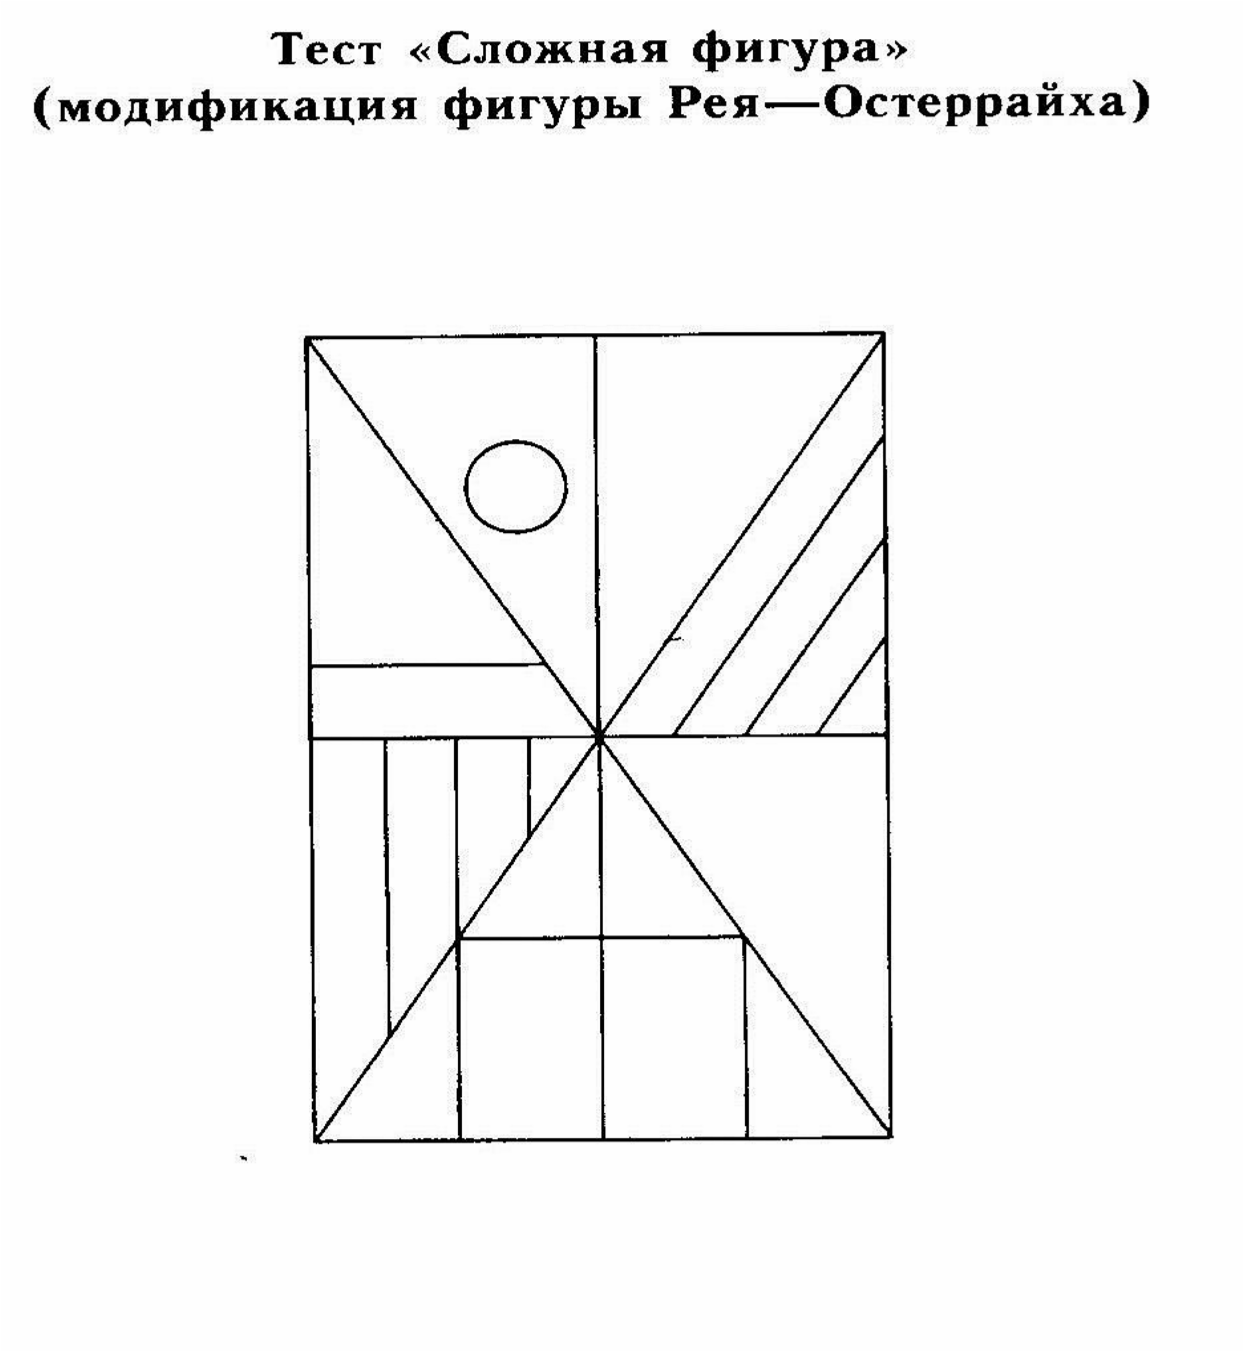 Тест «Сложная фигура»
(модификация фигуры Рея—Остеррайха)